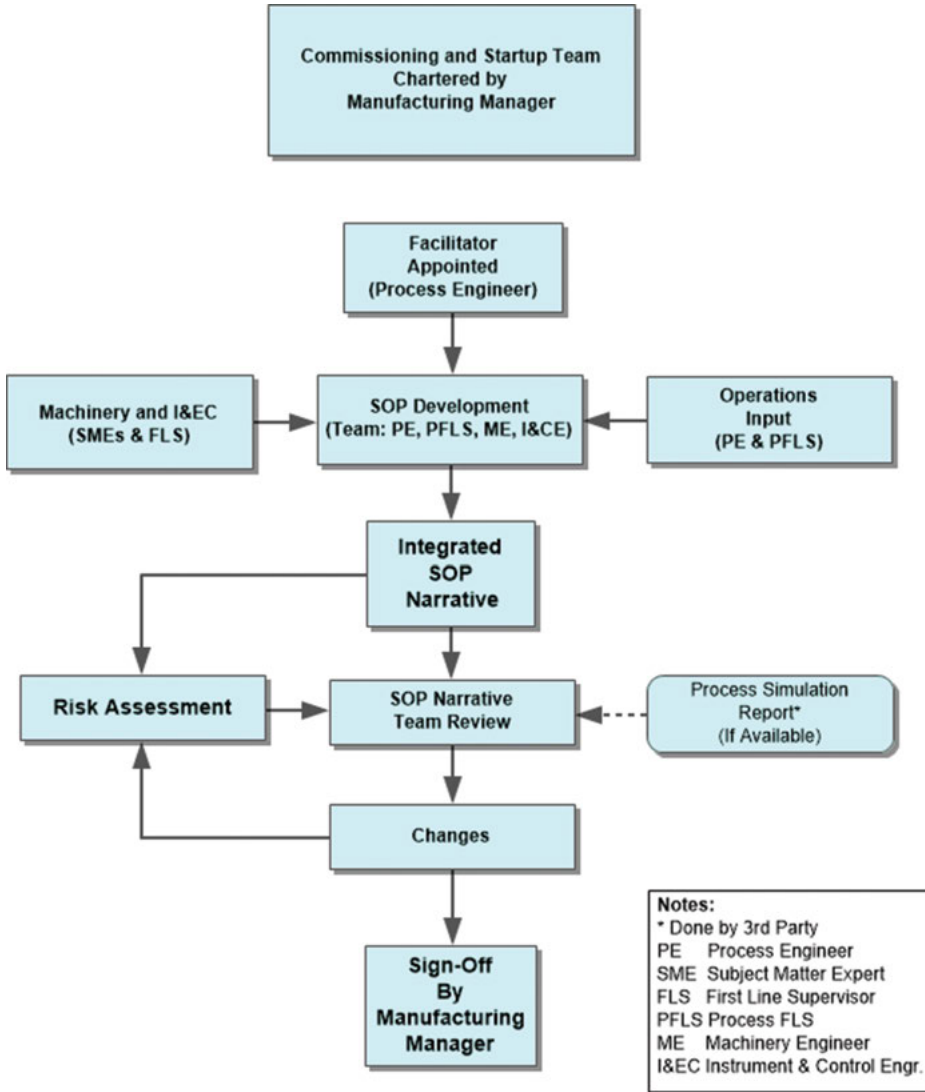 Commissioning and Startup Team
Chartered by
Manufacturing Manager
Facilitator
Appointed
(Process Engineer)
Machinery and I&EC
(SMEs & FLS)
SOP Development
(Team: PE, PFLS, ME, I&CE)
Operations
Input
(PE & PFLS)
Integrated
SOP
Narrative
Risk Assessment
SOP Narrative
Team Review
Process Simulation
Report*
(If Available)
Changes
Sign-Off
By
Manufacturing
Manager
Notes:
* Done by 3rd Party
PE Process Engineer
SME Subject Matter Expert
FLS First Line Supervisor
PFLS Process FLS
ME Machinery Engineer
I&EC Instrument & Control Engr.